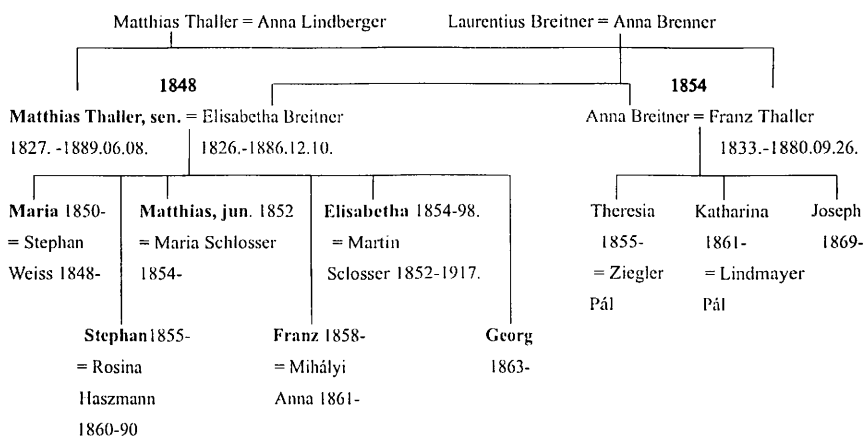 Matthias Thaller = Anna Lindberger Laurentius Breitner = Anna Brenner
1848 1854
Matthias Thaller, sen. = Elisabetha Breitner Anna Breitner = Franz Thaller
1827. -1889.06.08. 1826.-1886.12.10. 1833.-1880.09.26.
Maria 1850- Matthias, jun. 1852 Elisabetha 1854-98. Theresia Katharina Joseph
= Stephan = Maria Schlosser = Martin 1855- 1861- 1869-
Weiss 1848- 1854- Sclosser 1852-1917. = Ziegler = Lindmayer
Pál Pál
Stephan 1855- Franz 1858- Georg
= Rosina = Mihályi 1863-
Haszmann Anna 1861-
1860-90